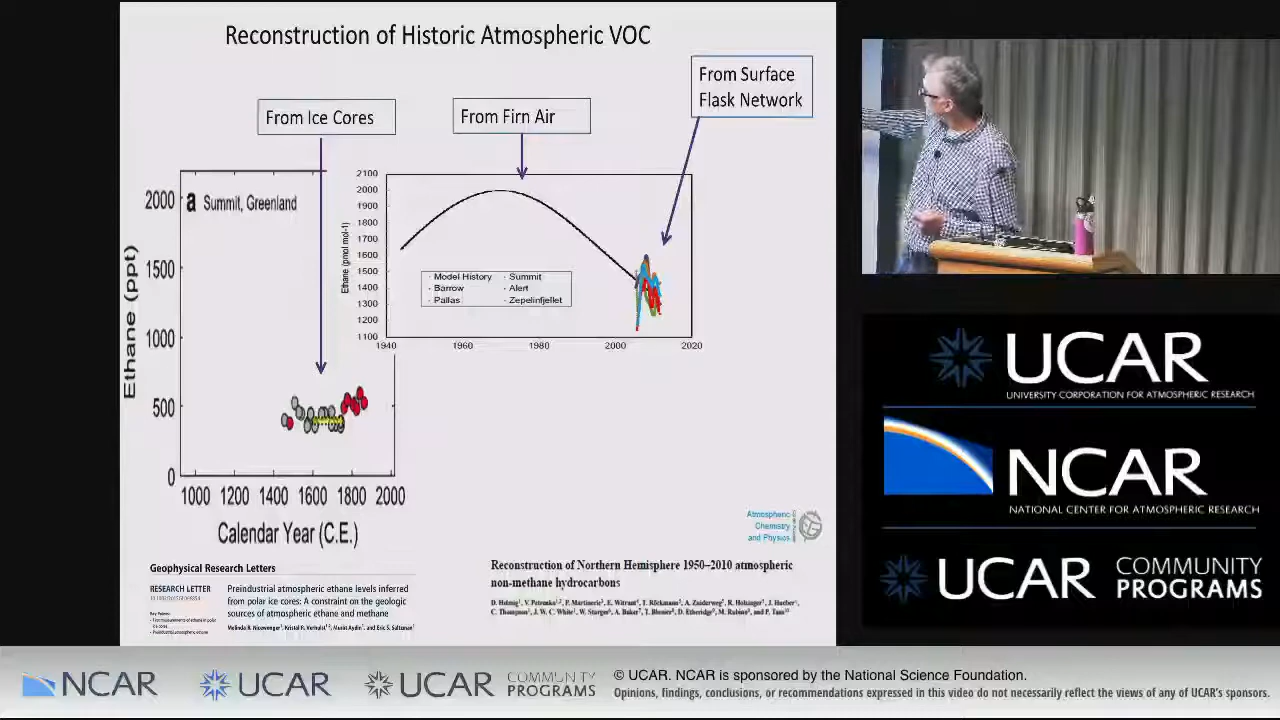 Reconstruction of Historic Atmospheric VOC
From Ice Cores
From Firn Air
From Surface
Flask Network
Ethane (ppt)
2000
1500
1000
500
0
a Summit, Greenland
1000 1200 1400 1600 1800 2000
Calendar Year (C.E.)
Ethane (pmol mol-1)
2100
2000
1900
1800
1700
1600
1500
1400
1300
1200
1100
1940 1960 1980 2000 2020
Model History
Summit
Barrow
Alert
Pallas
Zepelinfjellet
Geophysical Research Letters
RESEARCH LETTER
Preindustrial atmospheric ethane levels inferred
from polar ice cores: A constraint on the geologic
sources of atmospheric ethane and methane
Key Points:
Atmospheric
Chemistry
and Physics
Reconstruction of Northern Hemisphere 1950–2010 atmospheric
non-methane hydrocarbons
UCAR
UNIVERSITY CORPORATION FOR ATMOSPHERIC RESEARCH
NCAR
NATIONAL CENTER FOR ATMOSPHERIC RESEARCH
UCAR COMMUNITY
PROGRAMS
NCAR
UCAR
UCAR COMMUNITY
PROGRAMS
© UCAR. NCAR is sponsored by the National Science Foundation.
Opinions, findings, conclusions, or recommendations expressed in this video do not necessarily reflect the views of any of UCAR's sponsors.